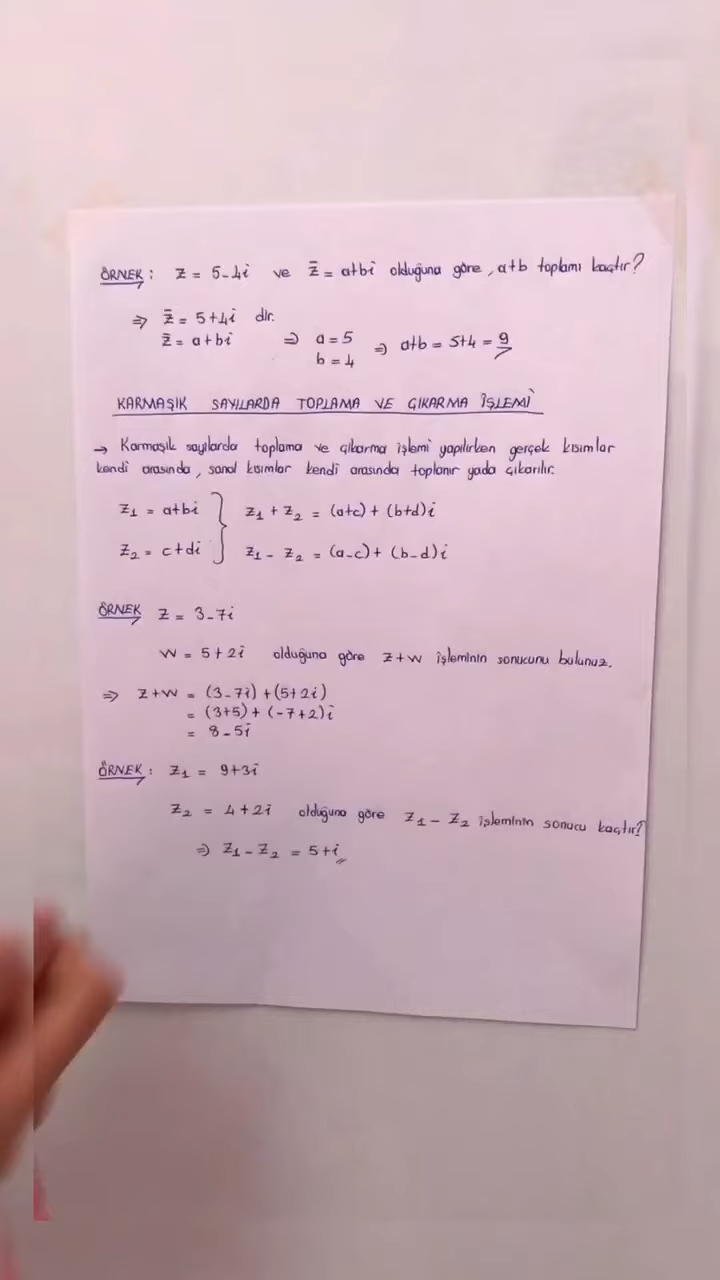 ÖRNEK : z = 5-4i ve z̄ = a+bi olduğuna göre, a+b toplamı kaçtır?
⇒ z̄ = 5+4i dir.
z̄ = a+bi ⇒ a = 5 ⇒ a+b = 5+4 = 9
b = 4
KARMAŞIK SAYILARDA TOPLAMA VE ÇIKARMA İŞLEMİ
→ Karmaşık sayılarda toplama ve çıkarma işlemi yapılırken gerçek kısımlar
kendi arasında, sanal kısımlar kendi arasında toplanır yada çıkarılır.
z₁ = a+bi } z₁ + z₂ = (a+c) + (b+d)i
z₂ = c+di } z₁ - z₂ = (a-c) + (b-d)i
ÖRNEK z = 3-7i
w = 5+2i olduğuna göre z+w işleminin sonucunu bulunuz.
⇒ z+w = (3-7i) + (5+2i)
= (3+5) + (-7+2)i
= 8-5i
ÖRNEK : z₁ = 9+3i
z₂ = 4+2i olduğuna göre z₁ - z₂ işleminin sonucu kaçtır?
⇒ z₁ - z₂ = 5+i